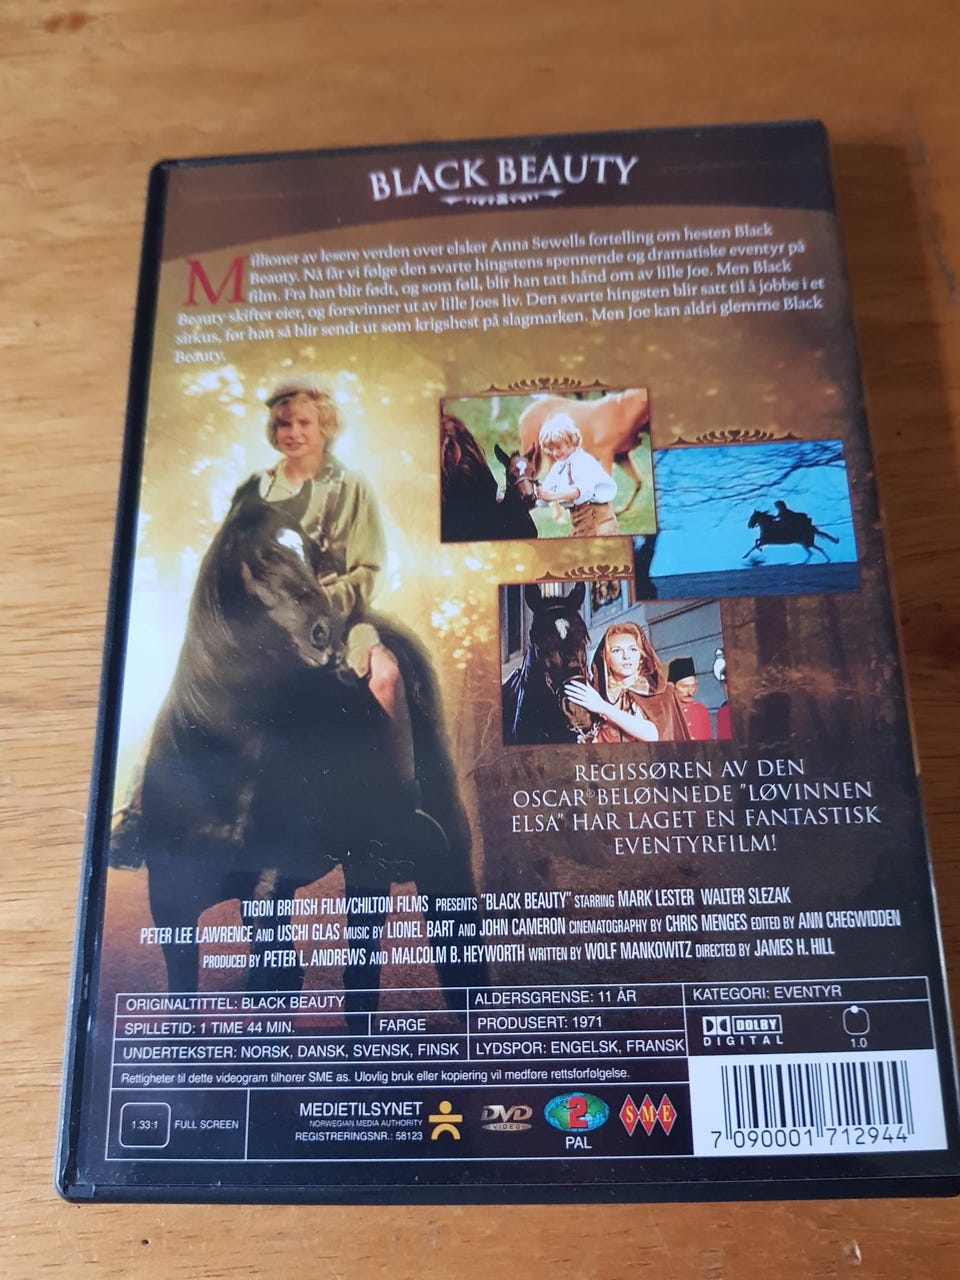 BLACK BEAUTY
Millioner av lesere verden over elsker Anna Sewells fortelling om hesten Black
Beauty. Nå får vi følge den svarte hingstens spennende og dramatiske eventyr på
film. Fra han blir født, og som føll, blir han tatt hånd om av lille Joe. Men Black
Beauty skifter eier, og forsvinner ut av lille Joes liv. Den svarte hingsten blir satt til å jobbe i et
sirkus, før han så blir sendt ut som krigshest på slagmarken. Men Joe kan aldri glemme Black
Beauty.
REGISSØREN AV DEN
OSCAR® BELØNNEDE "LØVINNEN
ELSA" HAR LAGET EN FANTASTISK
EVENTYRFILM!
TIGON BRITISH FILM/CHILTON FILMS PRESENTS "BLACK BEAUTY" STARRING MARK LESTER WALTER SLEZAK
PETER LEE LAWRENCE AND USCHI GLAS MUSIC BY LIONEL BART AND JOHN CAMERON CINEMATOGRAPHY BY CHRIS MENGES EDITED BY ANN CHEGWIDDEN
PRODUCED BY PETER L. ANDREWS AND MALCOLM B. HEYWORTH WRITTEN BY WOLF MANKOWITZ DIRECTED BY JAMES H. HILL
ORIGINALTITTEL: BLACK BEAUTY
ALDERSGRENSE: 11 ÅR
KATEGORI: EVENTYR
SPILLETID: 1 TIME 44 MIN.
FARGE
PRODUSERT: 1971
UNDERTEKSTER: NORSK, DANSK, SVENSK, FINSK
LYDSPOR: ENGELSK, FRANSK
DOLBY
DIGITAL
1.0
Rettigheter til dette videogram tilhører SME as. Ulovlig bruk eller kopiering vil medføre rettsforfølgelse.
1.33:1
FULL SCREEN
MEDIETILSYNET
NORWEGIAN MEDIA AUTHORITY
REGISTRERINGSNR.: 58123
DVD
VIDEO
2
PAL
SME
7 090001 712944